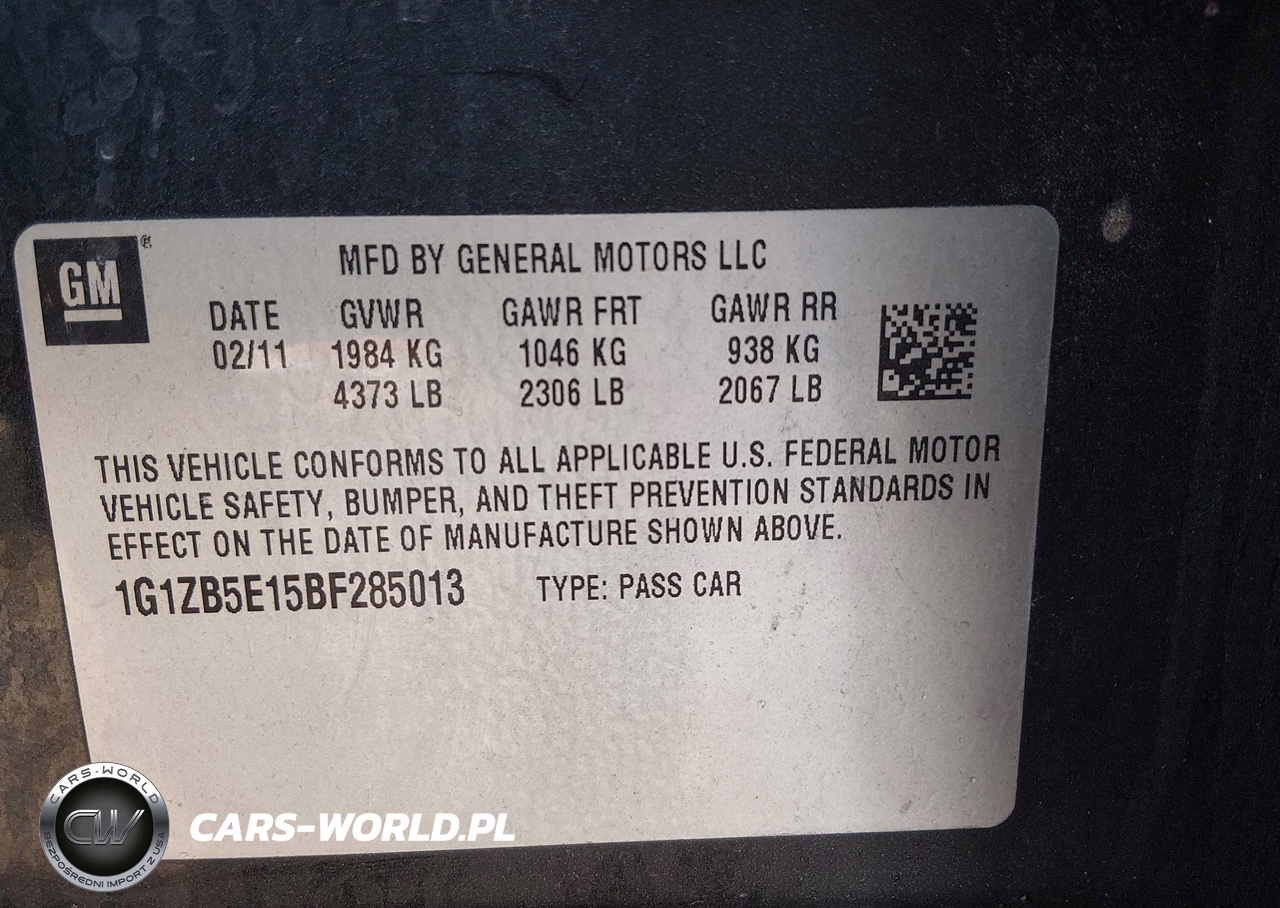 GM®
MFD BY GENERAL MOTORS LLC
DATE GVWR GAWR FRT GAWR RR
02/11 1984 KG 1046 KG 938 KG
4373 LB 2306 LB 2067 LB
THIS VEHICLE CONFORMS TO ALL APPLICABLE U.S. FEDERAL MOTOR
VEHICLE SAFETY, BUMPER, AND THEFT PREVENTION STANDARDS IN
EFFECT ON THE DATE OF MANUFACTURE SHOWN ABOVE.
1G1ZB5E15BF285013 TYPE: PASS CAR
CARS-WORLD
CW
BEZPOŚREDNI IMPORT Z USA
CARS-WORLD.PL